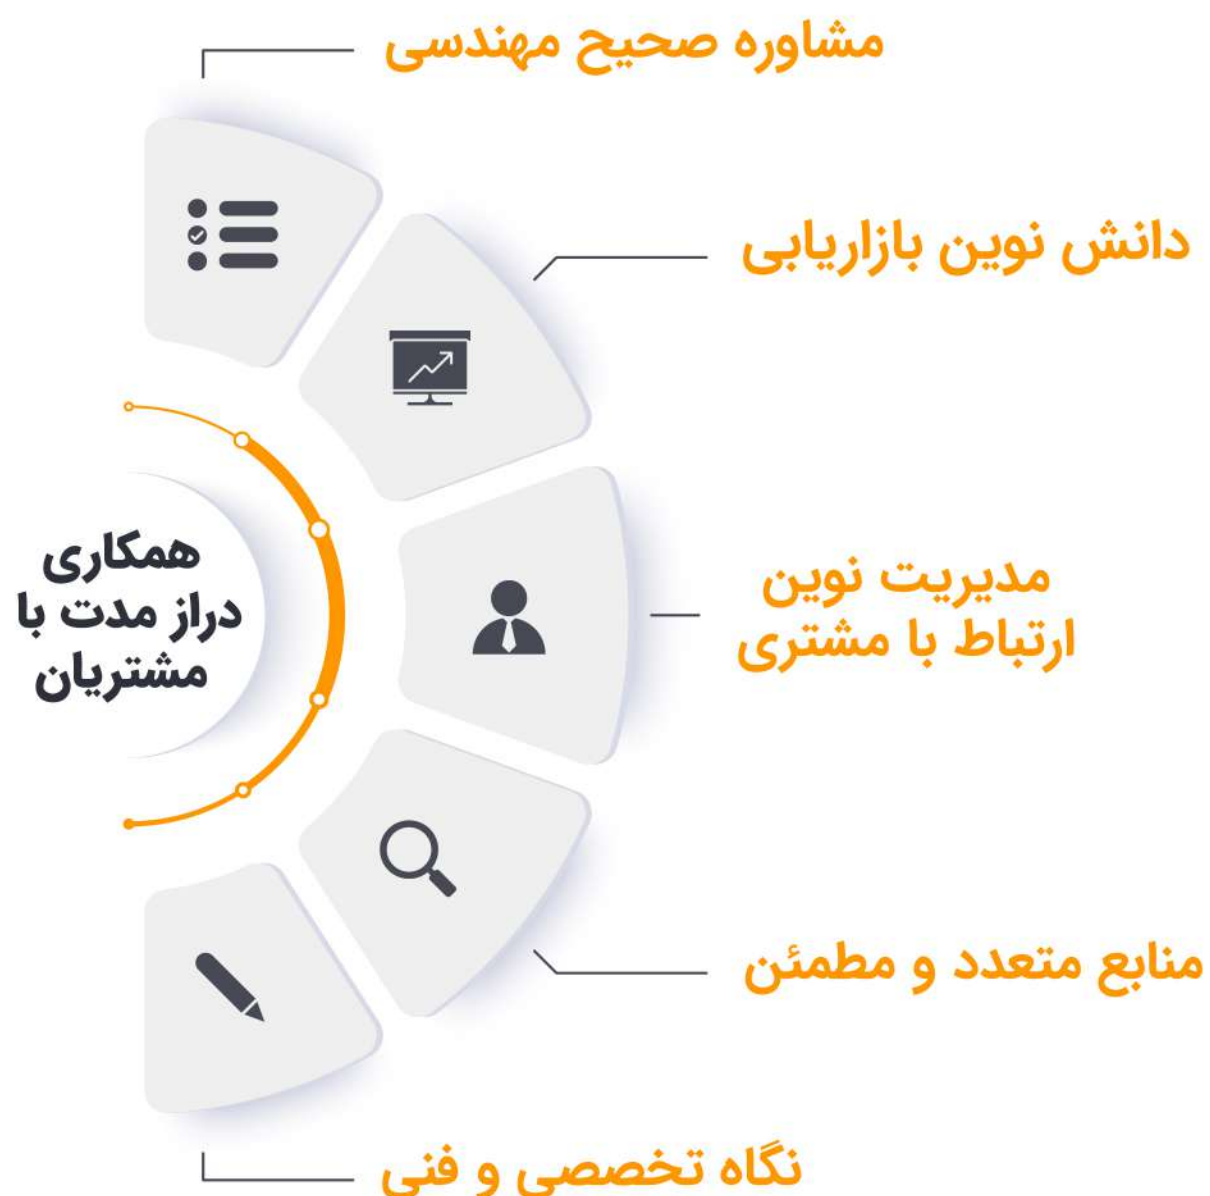 مشاوره صحیح مهندسی
دانش نوین بازاریابی
همکاری
دراز مدت با
مشتریان
مدیریت نوین
ارتباط با مشتری
منابع متعدد و مطمئن
نگاه تخصصی و فنی